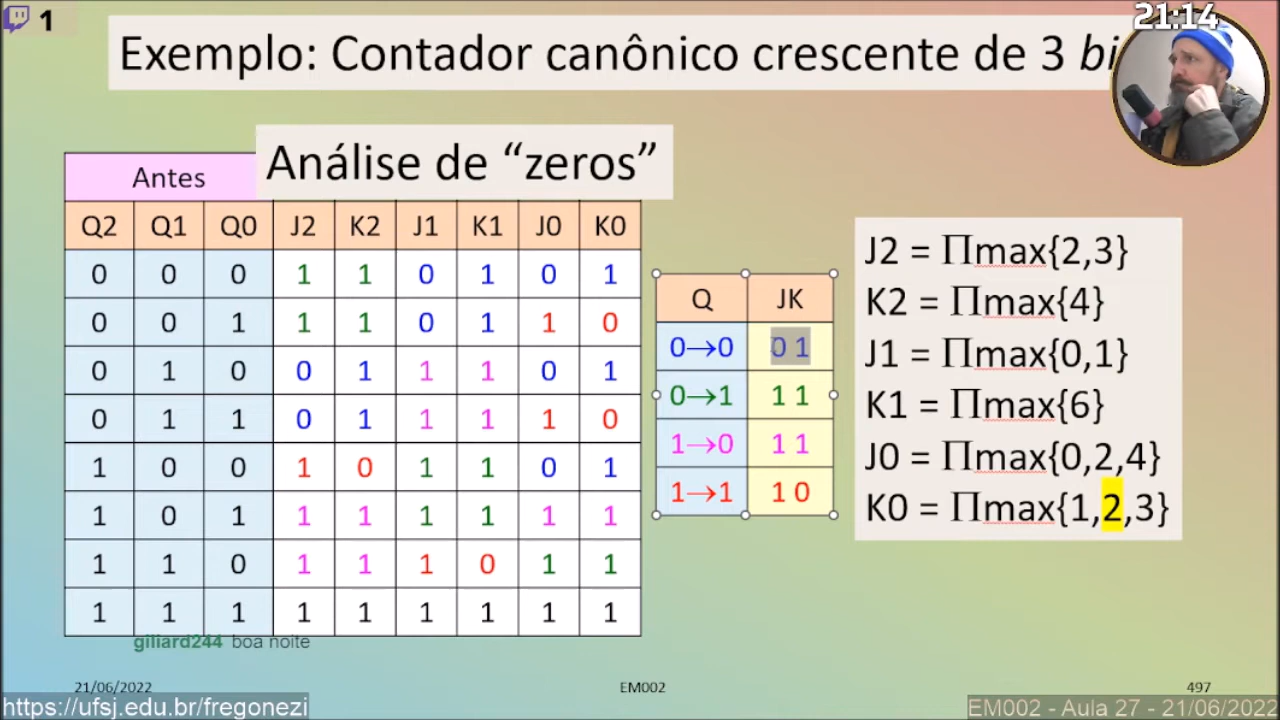 1
21:14
Exemplo: Contador canônico crescente de 3 bi
Análise de “zeros”
Antes
Q2 Q1 Q0 J2 K2 J1 K1 J0 K0
0 0 0 1 1 0 1 0 1
0 0 1 1 1 0 1 1 0
0 1 0 0 1 1 1 0 1
0 1 1 0 1 1 1 1 0
1 0 0 1 0 1 1 0 1
1 0 1 1 1 1 1 1 1
1 1 0 1 1 1 0 1 1
1 1 1 1 1 1 1 1 1
Q JK
0→0 0 1
0→1 1 1
1→0 1 1
1→1 1 0
J2 = Πmax{2,3}
K2 = Πmax{4}
J1 = Πmax{0,1}
K1 = Πmax{6}
J0 = Πmax{0,2,4}
K0 = Πmax{1,2,3}
giliard244 boa noite
21/06/2022
EM002
497
https://ufsj.edu.br/fregonezi
EM002 - Aula 27 - 21/06/2022